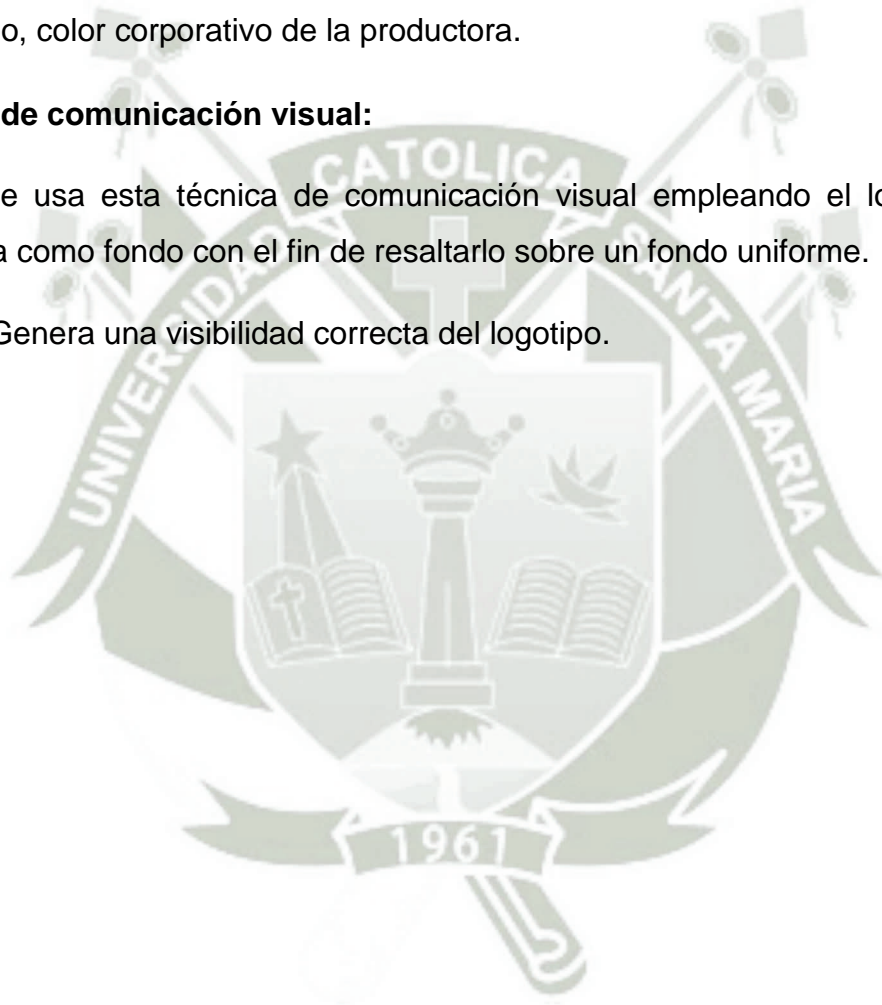 o, color corporativo de la productora.
de comunicación visual:
e usa esta técnica de comunicación visual empleando el lo
a como fondo con el fin de resaltarlo sobre un fondo uniforme.
Genera una visibilidad correcta del logotipo.
UNIVERSIDAD CATOLICA SANTA MARIA
1961